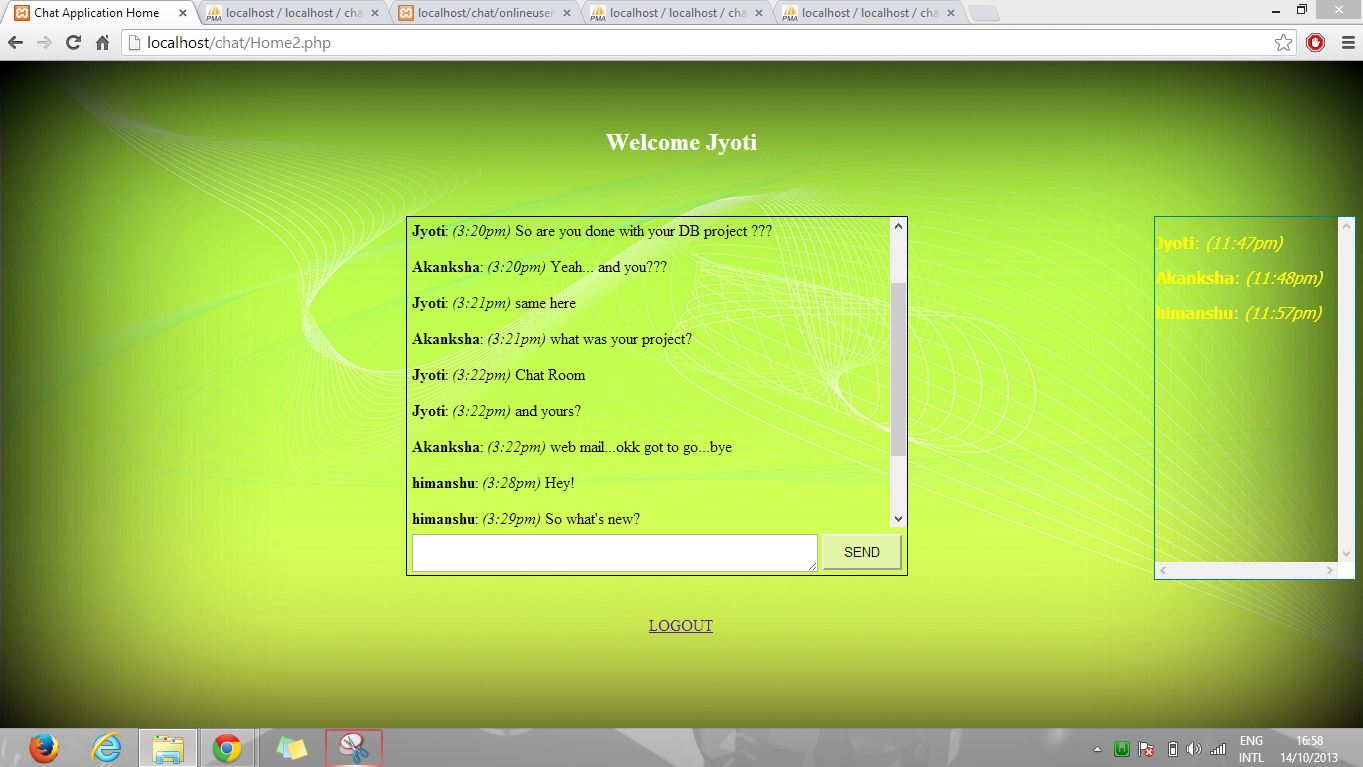 Chat Application Home
localhost / localhost / cha
localhost/chat/onlineuser
localhost / localhost / cha
localhost / localhost / cha
localhost/chat/Home2.php
Welcome Jyoti
Jyoti: (3:20pm) So are you done with your DB project ???
Akanksha: (3:20pm) Yeah... and you???
Jyoti: (3:21pm) same here
Akanksha: (3:21pm) what was your project?
Jyoti: (3:22pm) Chat Room
Jyoti: (3:22pm) and yours?
Akanksha: (3:22pm) web mail...okk got to go...bye
himanshu: (3:28pm) Hey!
himanshu: (3:29pm) So what's new?
SEND
Jyoti: (11:47pm)
Akanksha: (11:48pm)
himanshu: (11:57pm)
LOGOUT
ENG
INTL
16:58
14/10/2013